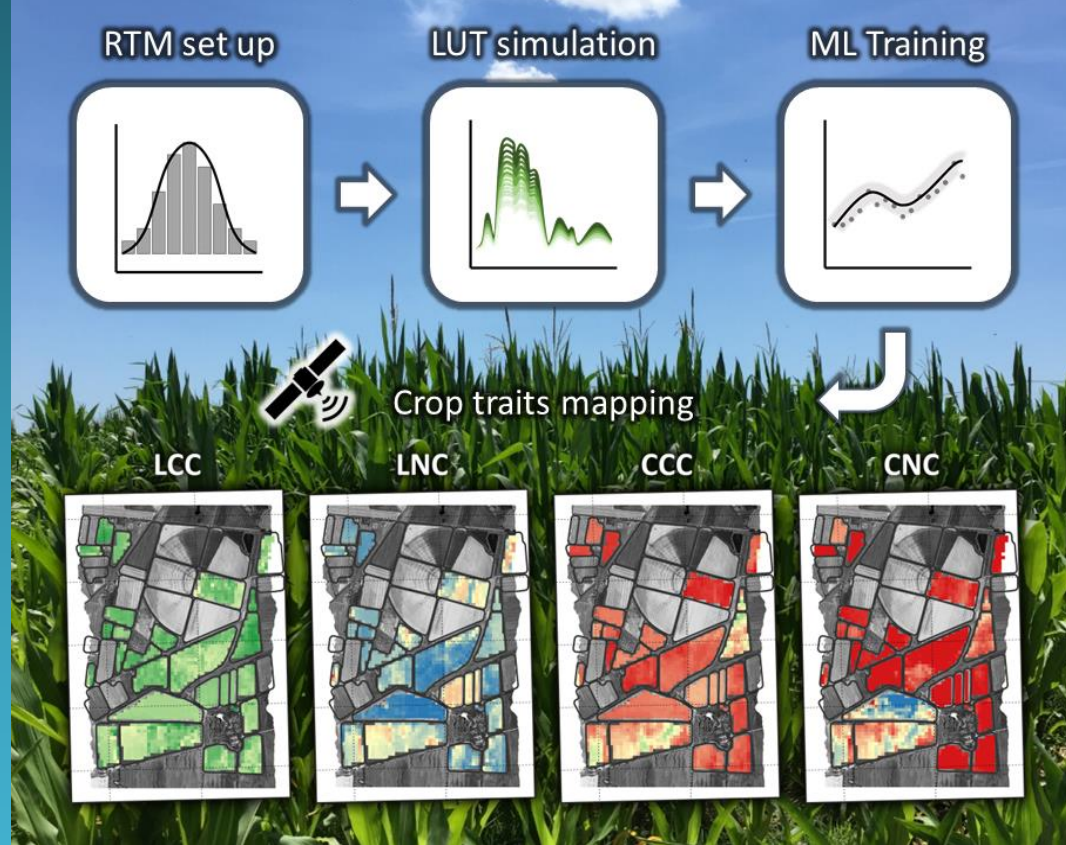 RTM set up
LUT simulation
ML Training
Crop traits mapping
LCC
LNC
CCC
CNC